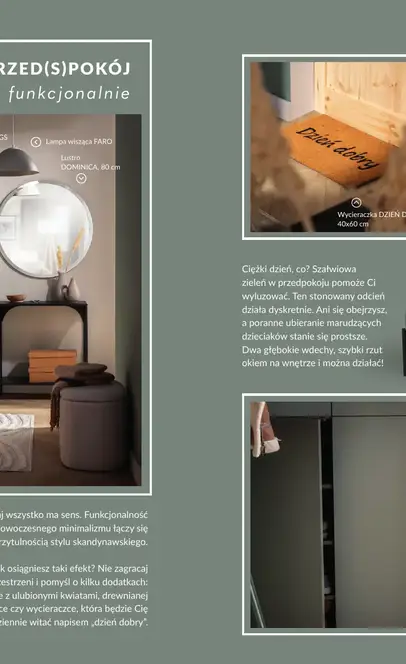 RZED(S)POKÓJ
funkcjonalnie
GS
Lampa wisząca FARO
Lustro
DOMINICA, 80 cm
j wszystko ma sens. Funkcjonalność
owoczesnego minimalizmu łączy się
rzytulnością stylu skandynawskiego.
k osiągniesz taki efekt? Nie zagracaj
zestrzeni i pomyśl o kilku dodatkach:
e z ulubionymi kwiatami, drewnianej
ce czy wycieraczce, która będzie Cię
ziennie witać napisem „dzień dobry”.
Dzień dobry
Wycieraczka DZIEŃ D
40x60 cm
Ciężki dzień, co? Szałwiowa
zieleń w przedpokoju pomoże Ci
wyluzować. Ten stonowany odcień
działa dyskretnie. Ani się obejrzysz,
a poranne ubieranie marudzących
dzieciaków stanie się prostsze.
Dwa głębokie wdechy, szybki rzut
okiem na wnętrze i można działać!